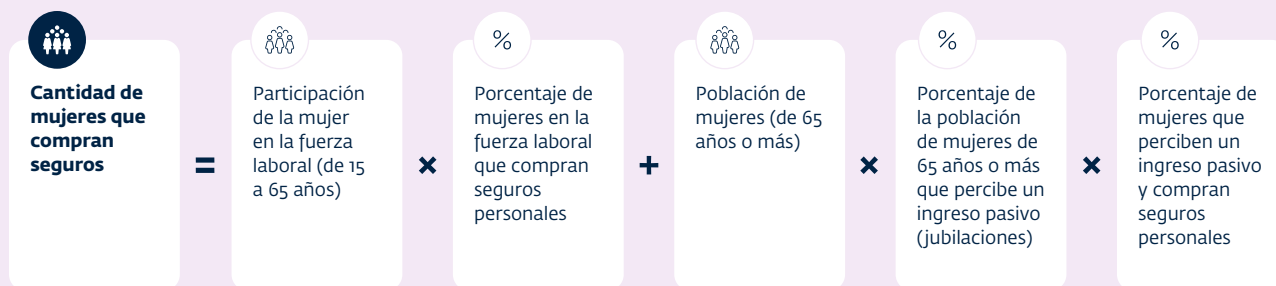 %
%
%
Cantidad de
mujeres que
compran
seguros
=
Participación
de la mujer
en la fuerza
laboral (de 15
a 65 años)
×
Porcentaje de
mujeres en la
fuerza laboral
que compran
seguros
personales
+
Población de
mujeres (de 65
años o más)
×
Porcentaje de
la población
de mujeres de
65 años o más
que percibe un
ingreso pasivo
(jubilaciones)
×
Porcentaje de
mujeres que
perciben un
ingreso pasivo
y compran
seguros
personales